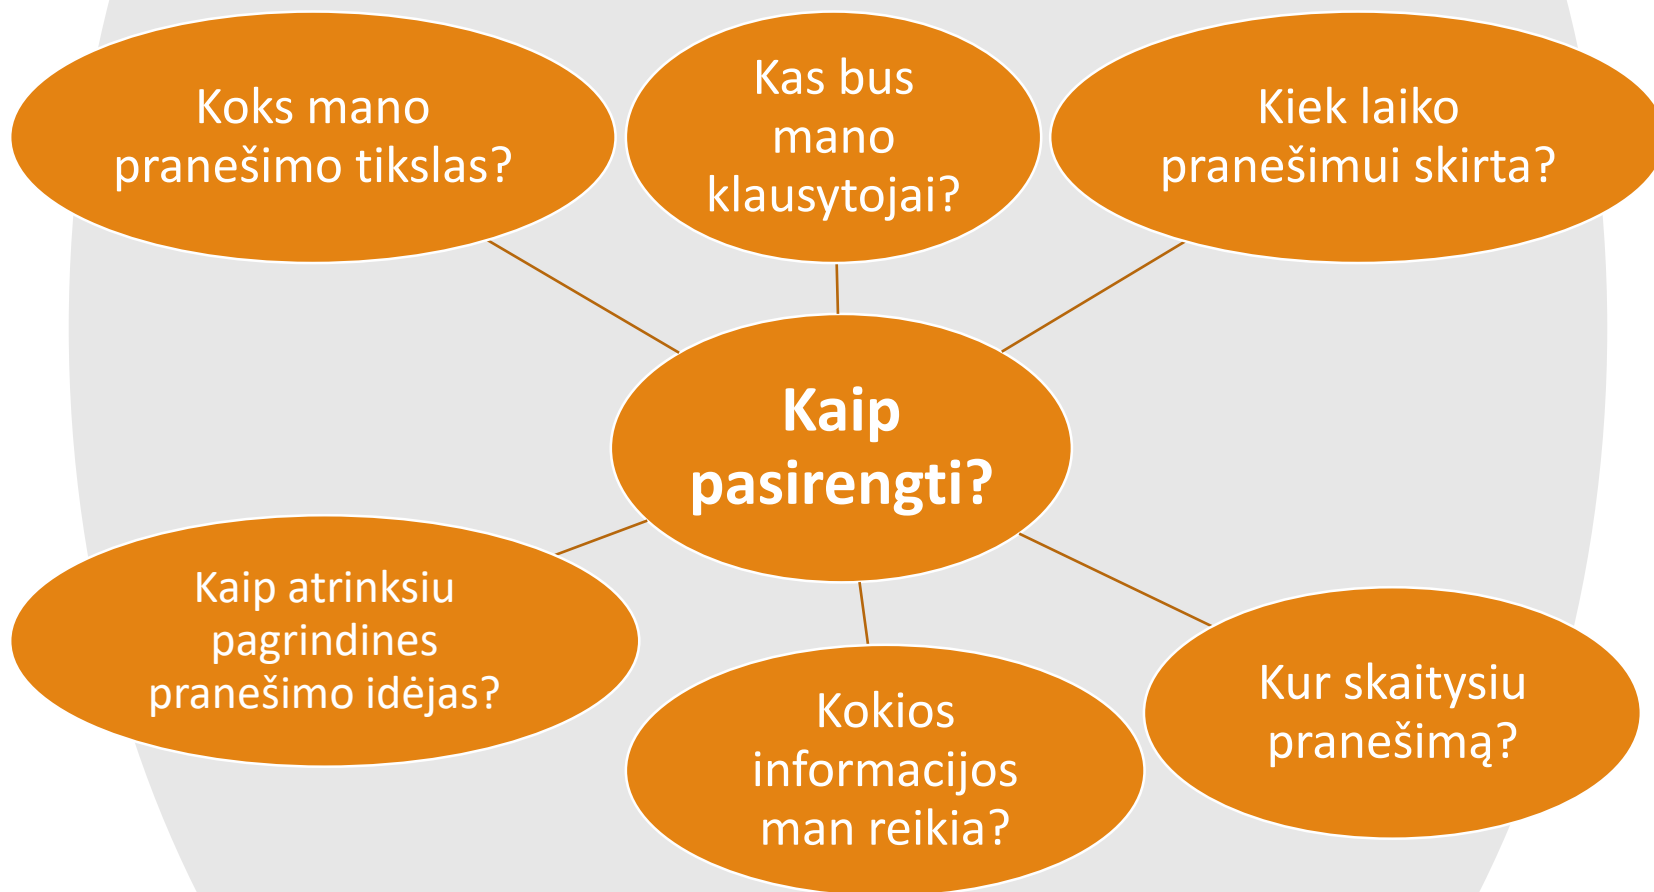 Koks mano
pranešimo tikslas?
Kas bus
mano
klausytojai?
Kiek laiko
pranešimui skirta?
Kaip
pasirengti?
Kaip atrinksiu
pagrindines
pranešimo idėjas?
Kokios
informacijos
man reikia?
Kur skaitysiu
pranešimą?